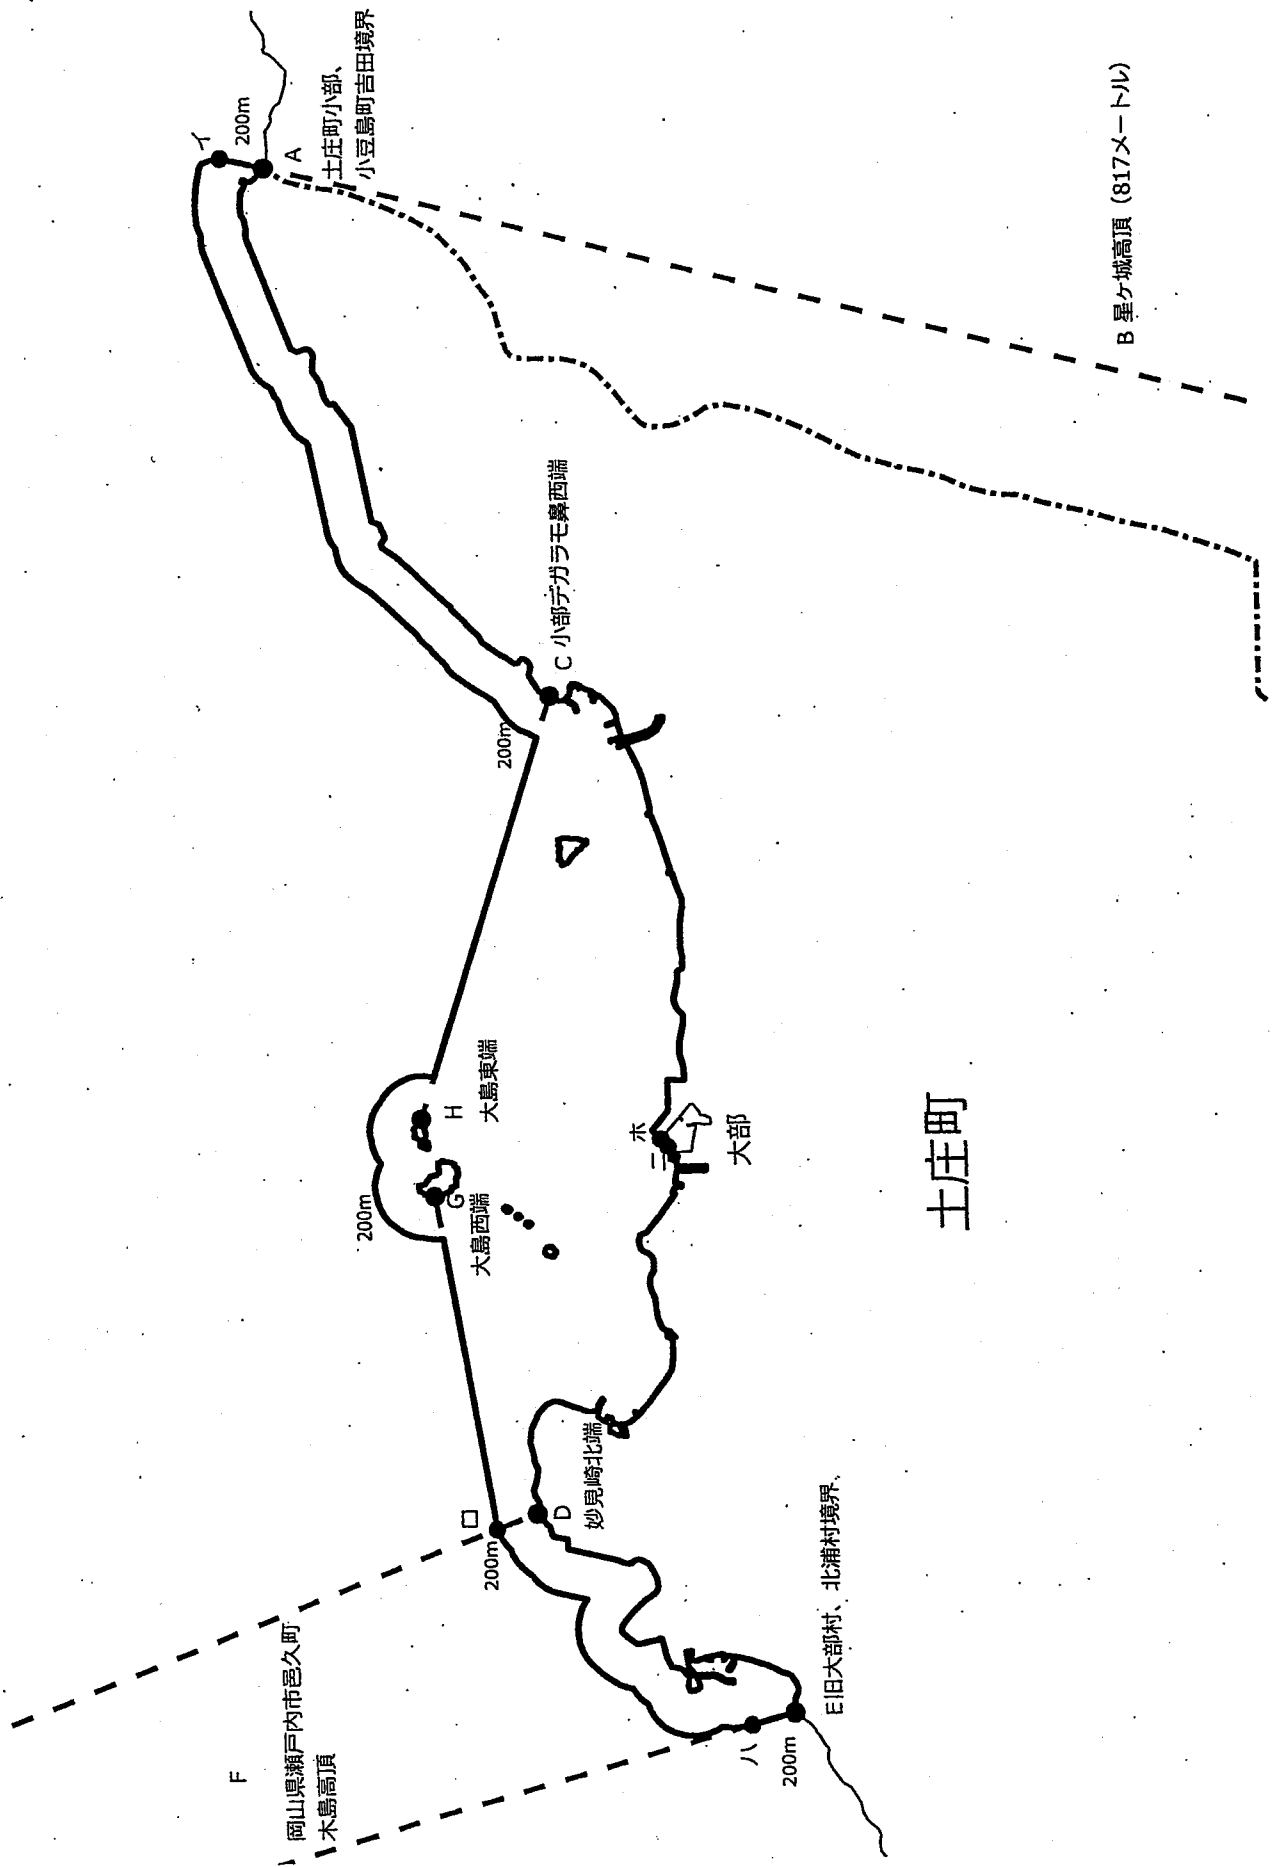 イ
200m
A
土庄町小部、
小豆島町吉田境界
B 星ヶ城高頂（817メートル）
C 小部デガラモ鼻西端
200m
H
大島東端
200m
G
大島西端
ホ
ニ
大部
土庄町
ロ
200m
D
妙見崎北端
F
岡山県瀬戸内市邑久町
木島高頂
ハ
200m
E旧大部村、北浦村境界、